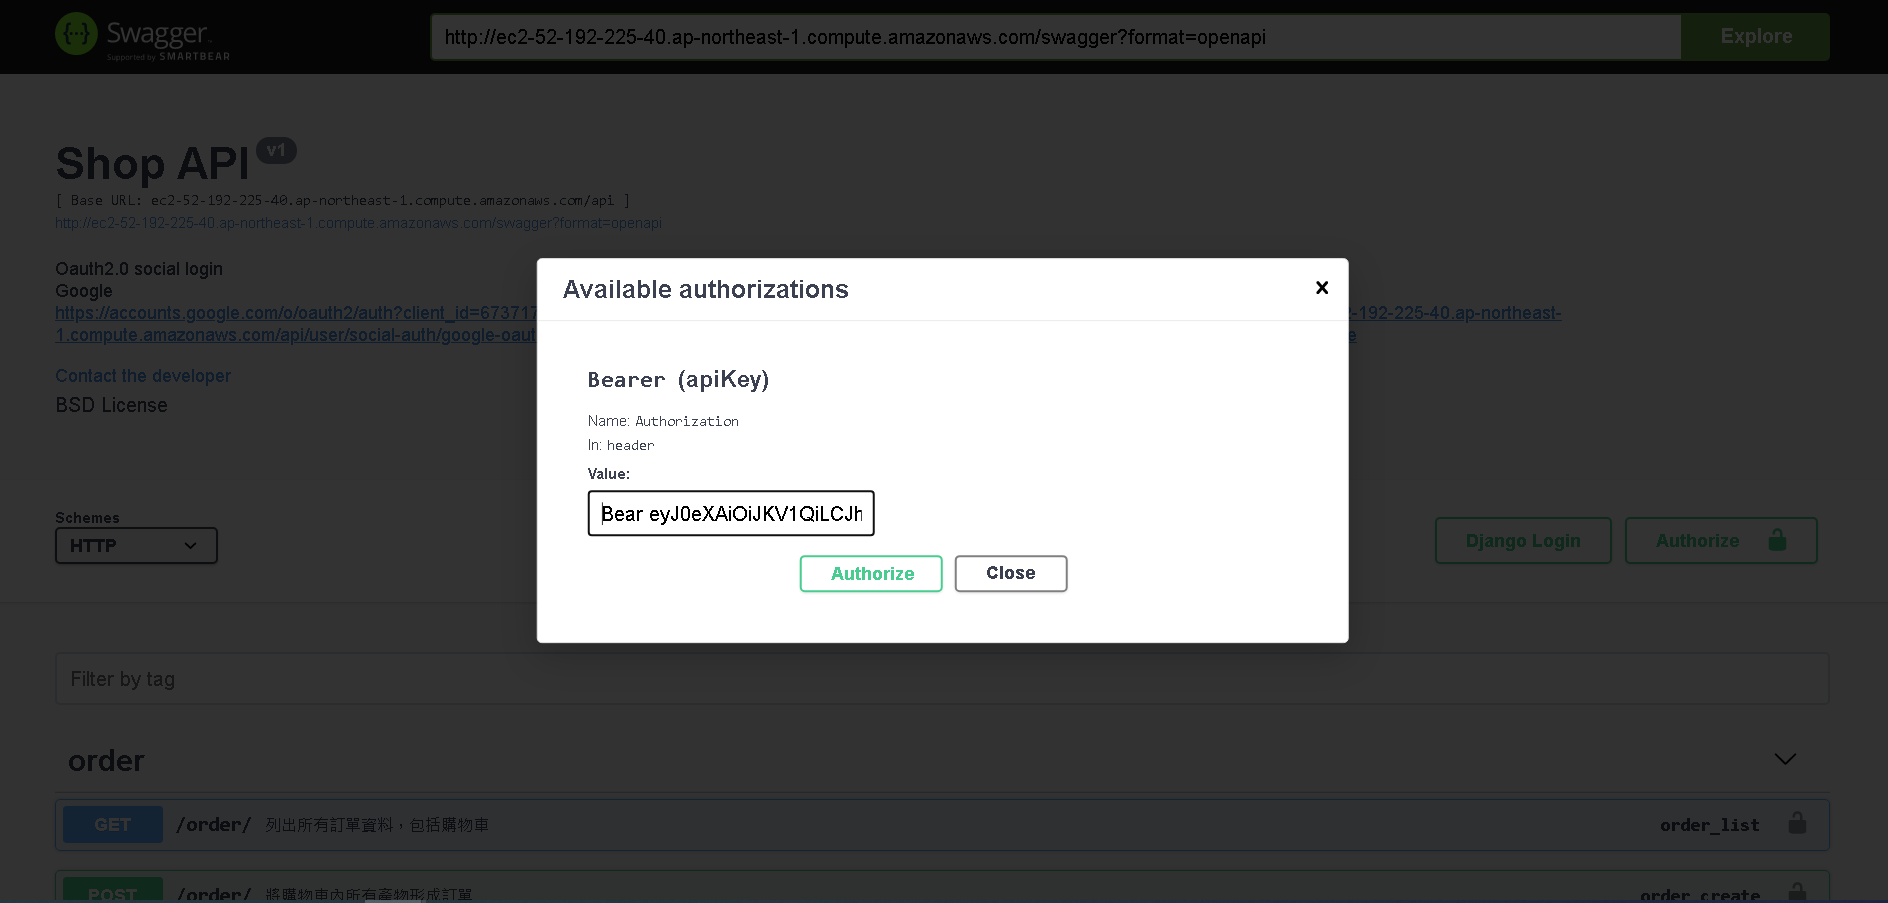 Swagger
Supported by SMARTBEAR
http://ec2-52-192-225-40.ap-northeast-1.compute.amazonaws.com/swagger?format=openapi
Explore
Shop API v1
[ Base URL: ec2-52-192-225-40.ap-northeast-1.compute.amazonaws.com/api ]
http://ec2-52-192-225-40.ap-northeast-1.compute.amazonaws.com/swagger?format=openapi
Oauth2.0 social login
Google
https://accounts.google.com/o/oauth2/auth?client_id=67371 -192-225-40.ap-northeast-
1.compute.amazonaws.com/api/user/social-auth/google-oau e
Contact the developer
BSD License
Available authorizations
Bearer (apiKey)
Name: Authorization
In: header
Value:
Bear eyJ0eXAiOiJKV1QiLCJh
Authorize Close
Schemes
HTTP
Django Login
Authorize
Filter by tag
order
GET /order/ 列出所有訂單資料，包括購物車 order_list
POST /order/ 將購物車內所有產物形成訂單 order_create